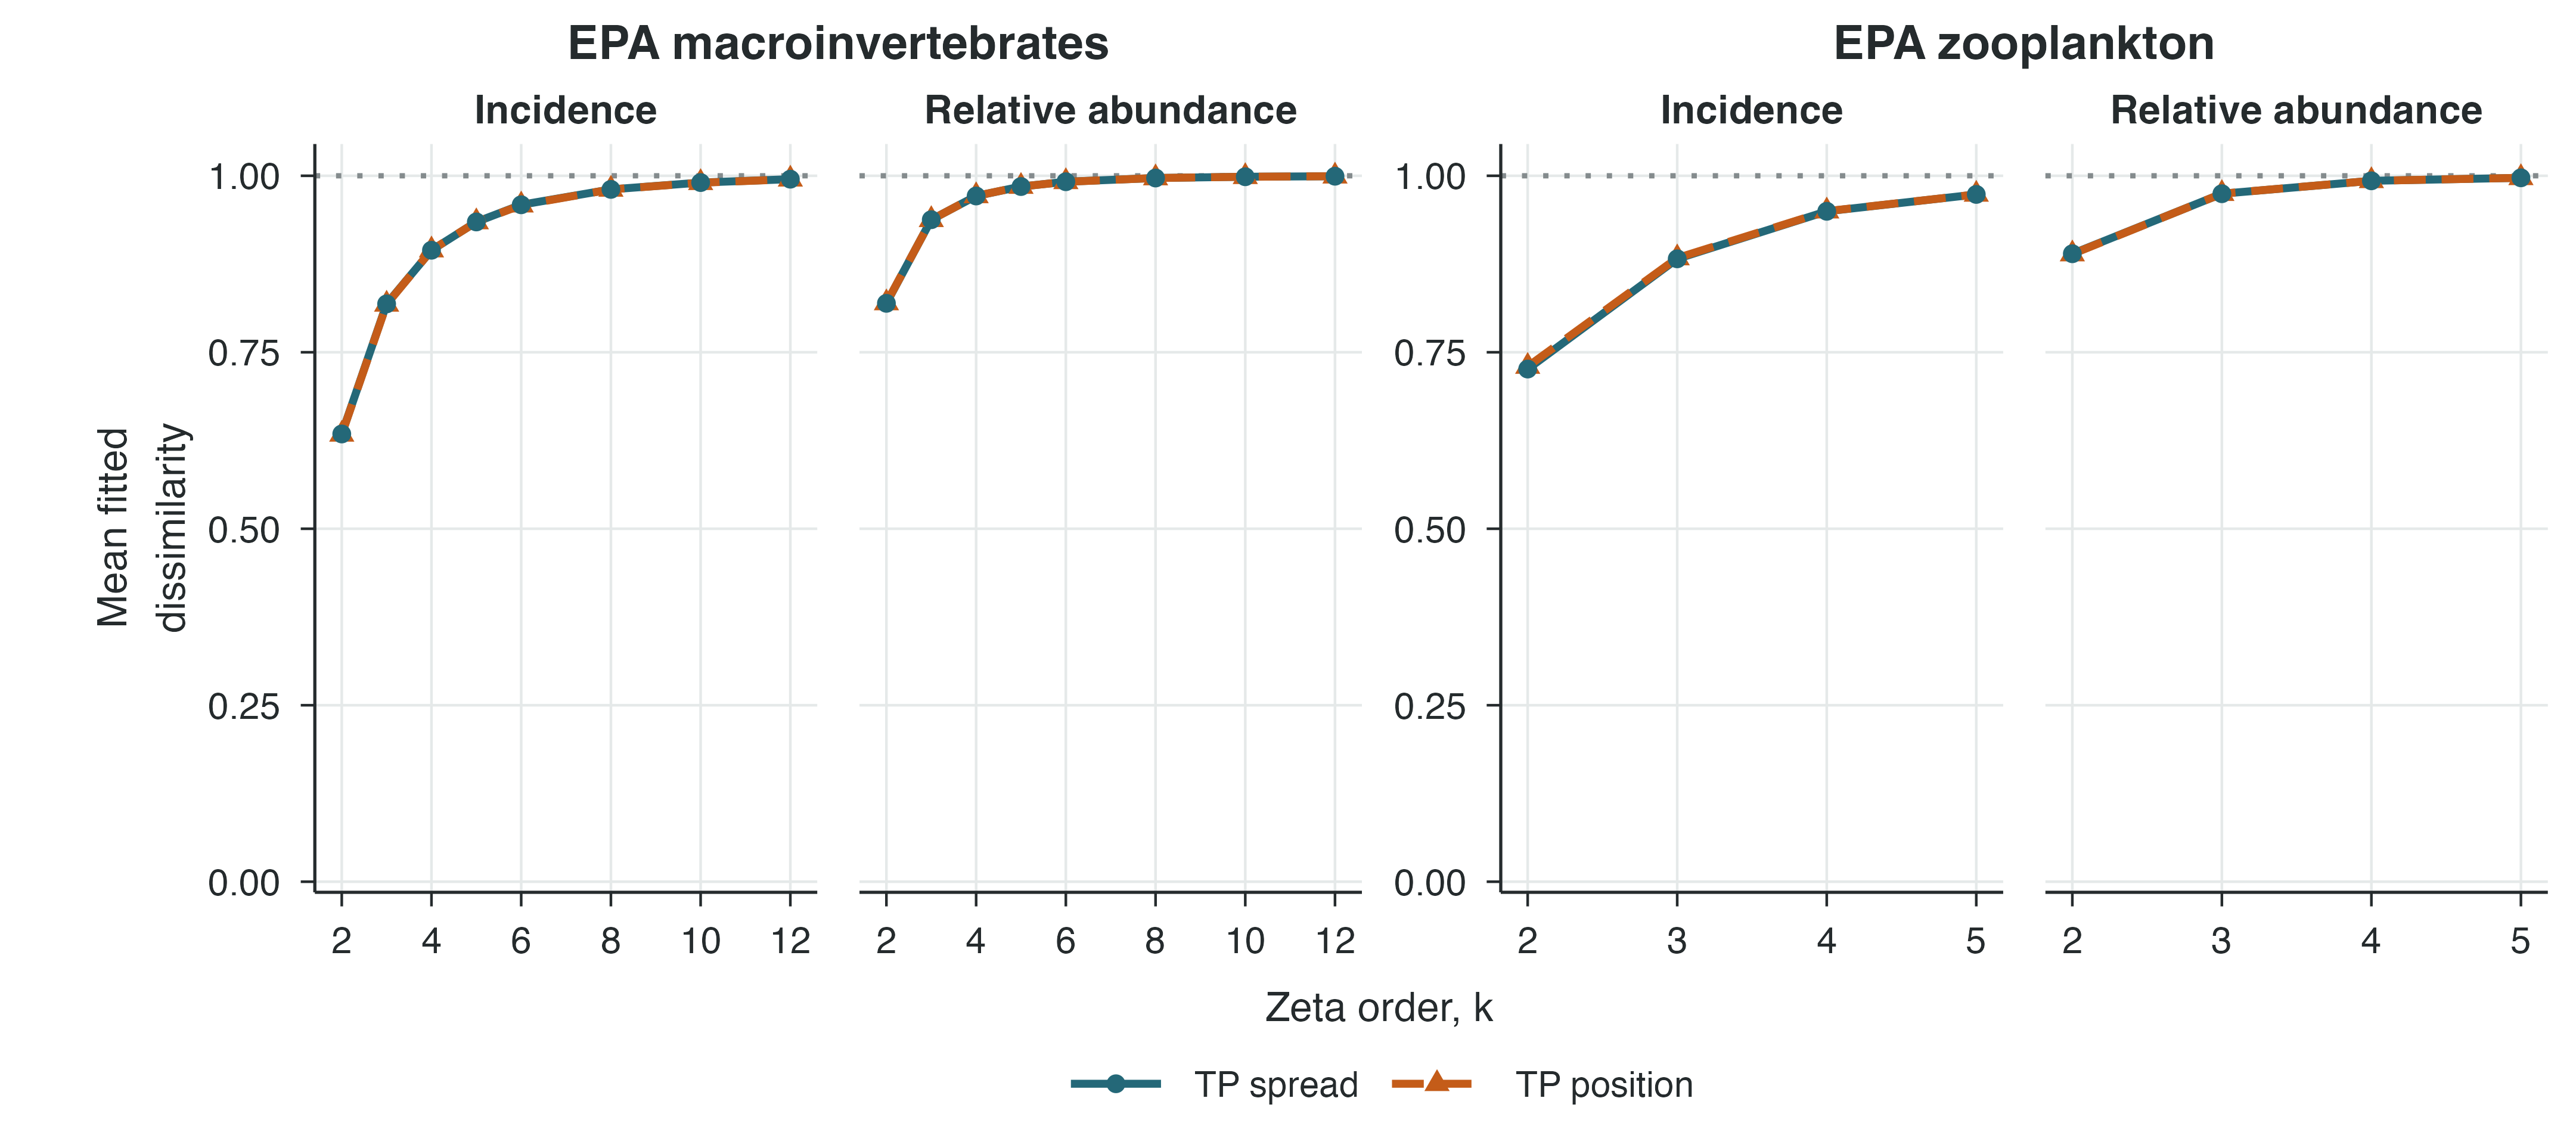 EPA macroinvertebrates
EPA zooplankton
Incidence
Relative abundance
Incidence
Relative abundance
Mean fitted
dissimilarity
1.00
0.75
0.50
0.25
0.00
1.00
0.75
0.50
0.25
0.00
2 4 6 8 10 12
2 4 6 8 10 12
2 3 4 5
2 3 4 5
Zeta order, k
TP spread
TP position